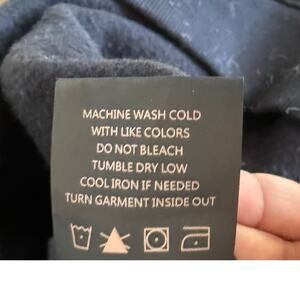 MACHINE WASH COLD
WITH LIKE COLORS
DO NOT BLEACH
TUMBLE DRY LOW
COOL IRON IF NEEDED
TURN GARMENT INSIDE OUT